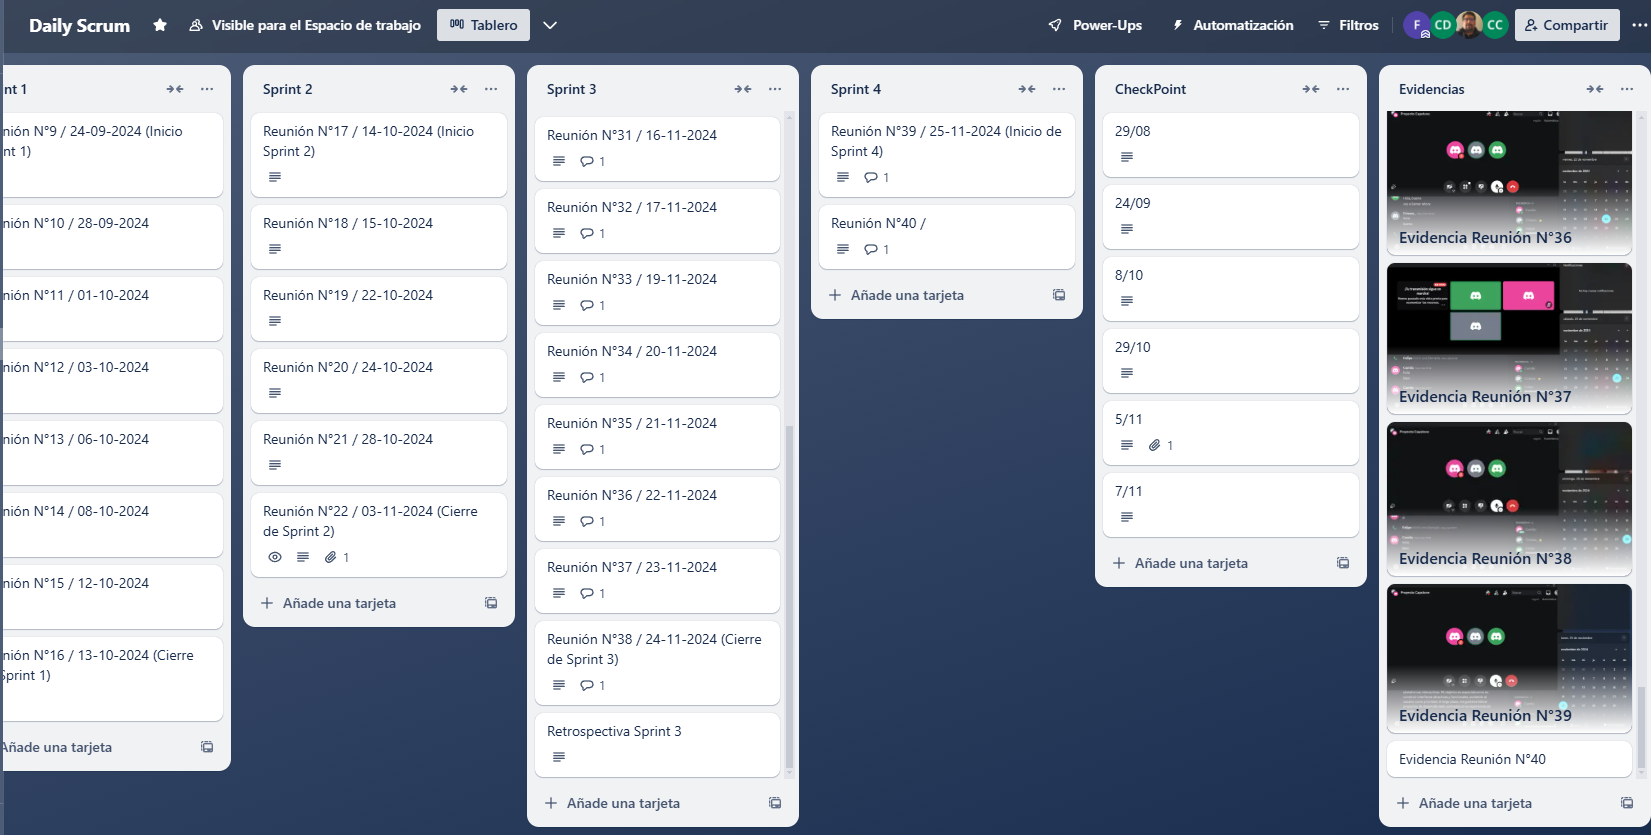 Daily Scrum
Visible para el Espacio de trabajo
Tablero
Power-Ups
Automatización
Filtros
F
CD
CC
Compartir
nt 1
nión N°9 / 24-09-2024 (Inicio
nt 1)
nión N°10 / 28-09-2024
nión N°11 / 01-10-2024
nión N°12 / 03-10-2024
nión N°13 / 06-10-2024
nión N°14 / 08-10-2024
nión N°15 / 12-10-2024
nión N°16 / 13-10-2024 (Cierre
Sprint 1)
Añade una tarjeta
Sprint 2
Reunión N°17 / 14-10-2024 (Inicio
Sprint 2)
Reunión N°18 / 15-10-2024
Reunión N°19 / 22-10-2024
Reunión N°20 / 24-10-2024
Reunión N°21 / 28-10-2024
Reunión N°22 / 03-11-2024 (Cierre
de Sprint 2)
1
Añade una tarjeta
Sprint 3
Reunión N°31 / 16-11-2024
1
Reunión N°32 / 17-11-2024
1
Reunión N°33 / 19-11-2024
1
Reunión N°34 / 20-11-2024
1
Reunión N°35 / 21-11-2024
1
Reunión N°36 / 22-11-2024
1
Reunión N°37 / 23-11-2024
1
Reunión N°38 / 24-11-2024 (Cierre
de Sprint 3)
1
Retrospectiva Sprint 3
Añade una tarjeta
Sprint 4
Reunión N°39 / 25-11-2024 (Inicio de
Sprint 4)
1
Reunión N°40 /
1
Añade una tarjeta
CheckPoint
29/08
24/09
8/10
29/10
5/11
1
7/11
Añade una tarjeta
Evidencias
Evidencia Reunión N°36
Evidencia Reunión N°37
Evidencia Reunión N°38
Evidencia Reunión N°39
Evidencia Reunión N°40
Añade una tarjeta